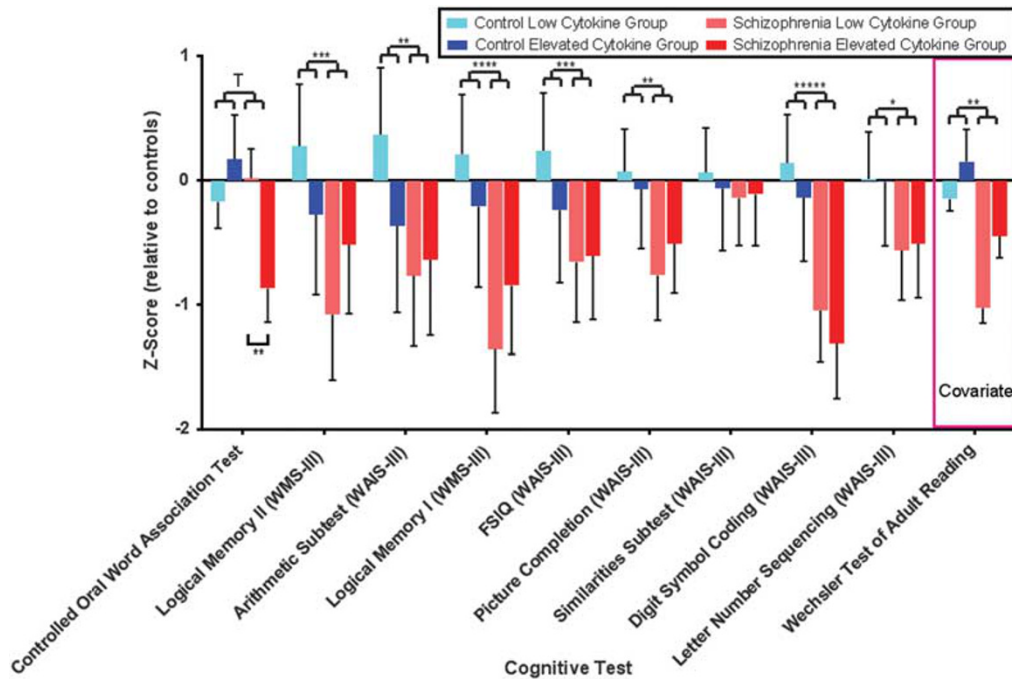 Control Low Cytokine Group
Schizophrenia Low Cytokine Group
Control Elevated Cytokine Group
Schizophrenia Elevated Cytokine Group
Z-Score (relative to controls)
1
0
-1
-2
T
***
**
****
***
**
*****
*
**
**
Covariate
Controlled Oral Word Association Test
Logical Memory II (WMS-III)
Arithmetic Subtest (WAIS-III)
Logical Memory I (WMS-III)
FSIQ (WAIS-III)
Picture Completion (WAIS-III)
Similarities Subtest (WAIS-III)
Digit Symbol Coding (WAIS-III)
Letter Number Sequencing (WAIS-III)
Wechsler Test of Adult Reading
Cognitive Test